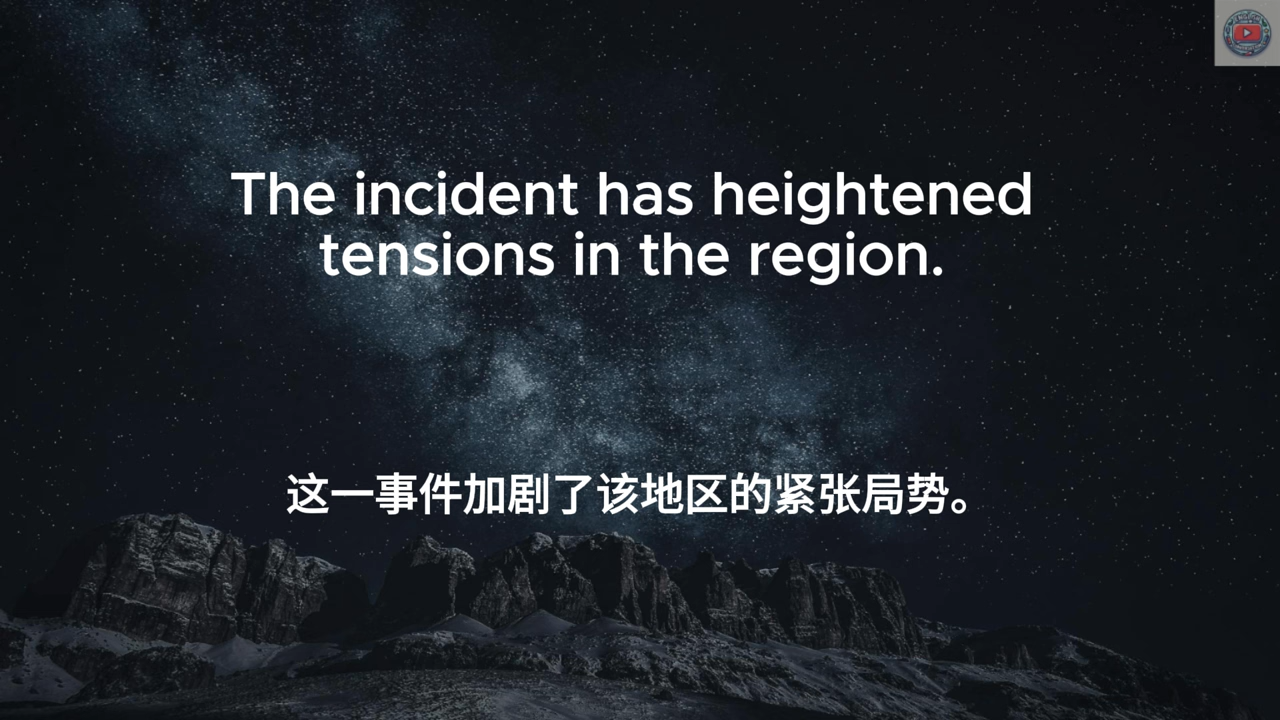 The incident has heightened
tensions in the region.
这一事件加剧了该地区的紧张局势。